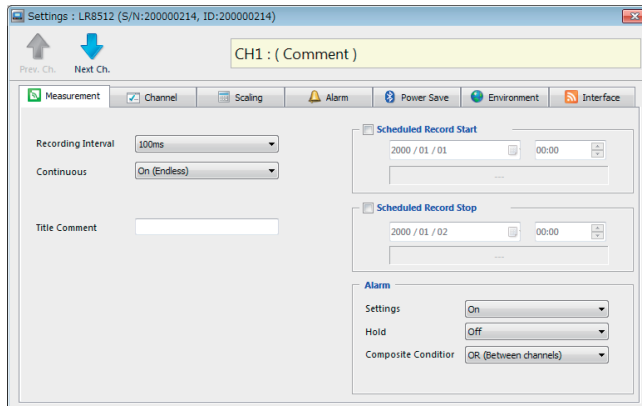 Settings : LR8512 (S/N:200000214, ID:200000214)
Prev. Ch.
Next Ch.
CH1 : ( Comment )
Measurement
Channel
Scaling
Alarm
Power Save
Environment
Interface
Recording Interval
100ms
Continuous
On (Endless)
Title Comment
Scheduled Record Start
2000 / 01 / 01
00:00
---
Scheduled Record Stop
2000 / 01 / 02
00:00
---
Alarm
Settings
On
Hold
Off
Composite Conditior
OR (Between channels)